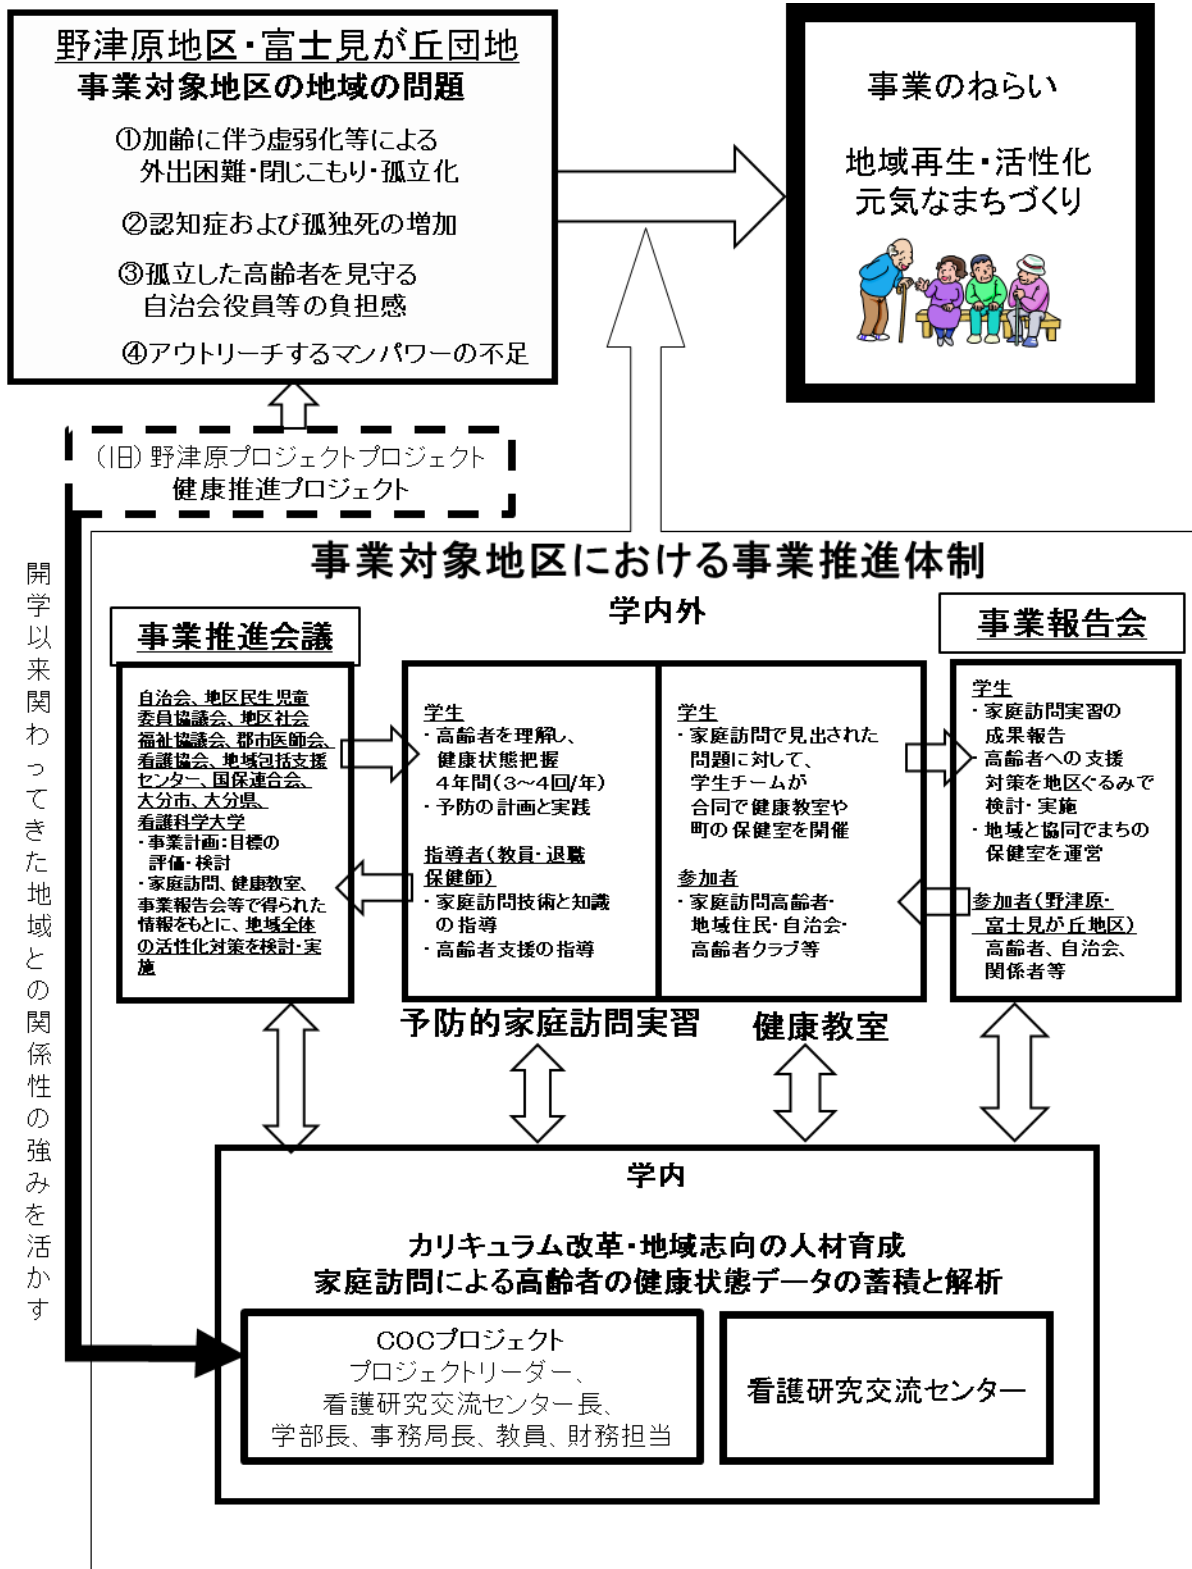 野津原地区・富士見が丘団地
事業対象地区の地域の問題
①加齢に伴う虚弱化等による
外出困難・閉じこもり・孤立化
②認知症および孤独死の増加
③孤立した高齢者を見守る
自治会役員等の負担感
④アウトリーチするマンパワーの不足
事業のねらい
地域再生・活性化
元気なまちづくり
(旧)野津原プロジェクトプロジェクト
健康推進プロジェクト
開学以来関わってきた地域との関係性の強みを活かす
事業対象地区における事業推進体制
学内外
事業推進会議
自治会、地区民生児童
委員協議会、地区社会
福祉協議会、郡市医師会、
看護協会、地域包括支援
センター、国保連合会、
大分市、大分県、
看護科学大学
・事業計画:目標の
評価・検討
・家庭訪問、健康教室、
事業報告会等で得られた
情報をもとに、地域全体
の活性化対策を検討・実
施
学生
・高齢者を理解し、
健康状態把握
4年間(3～4回/年)
・予防の計画と実践
指導者(教員・退職
保健師)
・家庭訪問技術と知識
の指導
・高齢者支援の指導
予防的家庭訪問実習
学生
・家庭訪問で見出された
問題に対して、
学生チームが
合同で健康教室や
町の保健室を開催
参加者
・家庭訪問高齢者・
地域住民・自治会・
高齢者クラブ等
健康教室
事業報告会
学生
・家庭訪問実習の
成果報告
・高齢者への支援
対策を地区ぐるみで
検討・実施
・地域と協同でまちの
保健室を運営
参加者(野津原・
富士見が丘地区)
高齢者、自治会、
関係者等
学内
カリキュラム改革・地域志向の人材育成
家庭訪問による高齢者の健康状態データの蓄積と解析
COCプロジェクト
プロジェクトリーダー、
看護研究交流センター長、
学部長、事務局長、教員、財務担当
看護研究交流センター